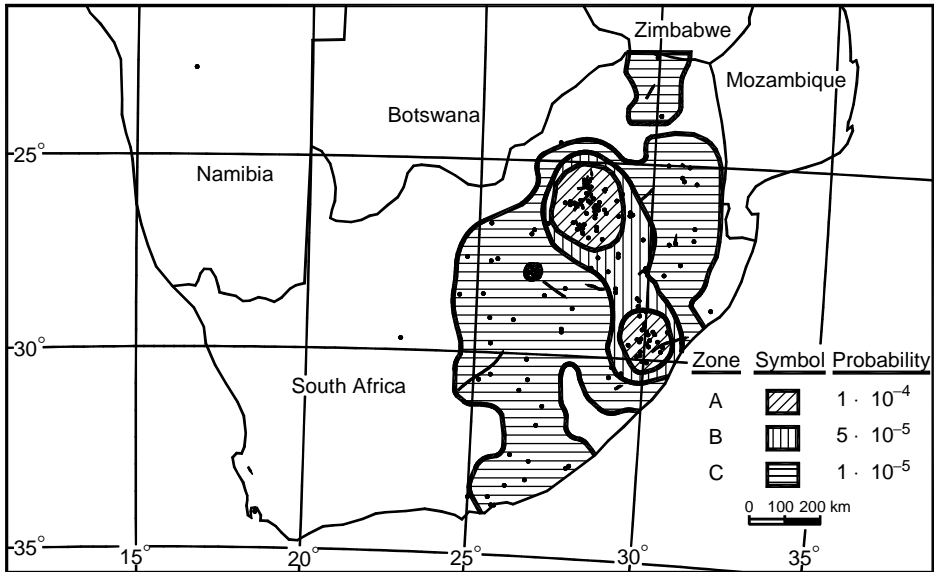 Zimbabwe
Mozambique
Botswana
25°
Namibia
30°
South Africa
Zone Symbol Probability
A 1 · 10⁻⁴
B 5 · 10⁻⁵
C 1 · 10⁻⁵
0 100 200 km
35°
15° 20° 25° 30° 35°